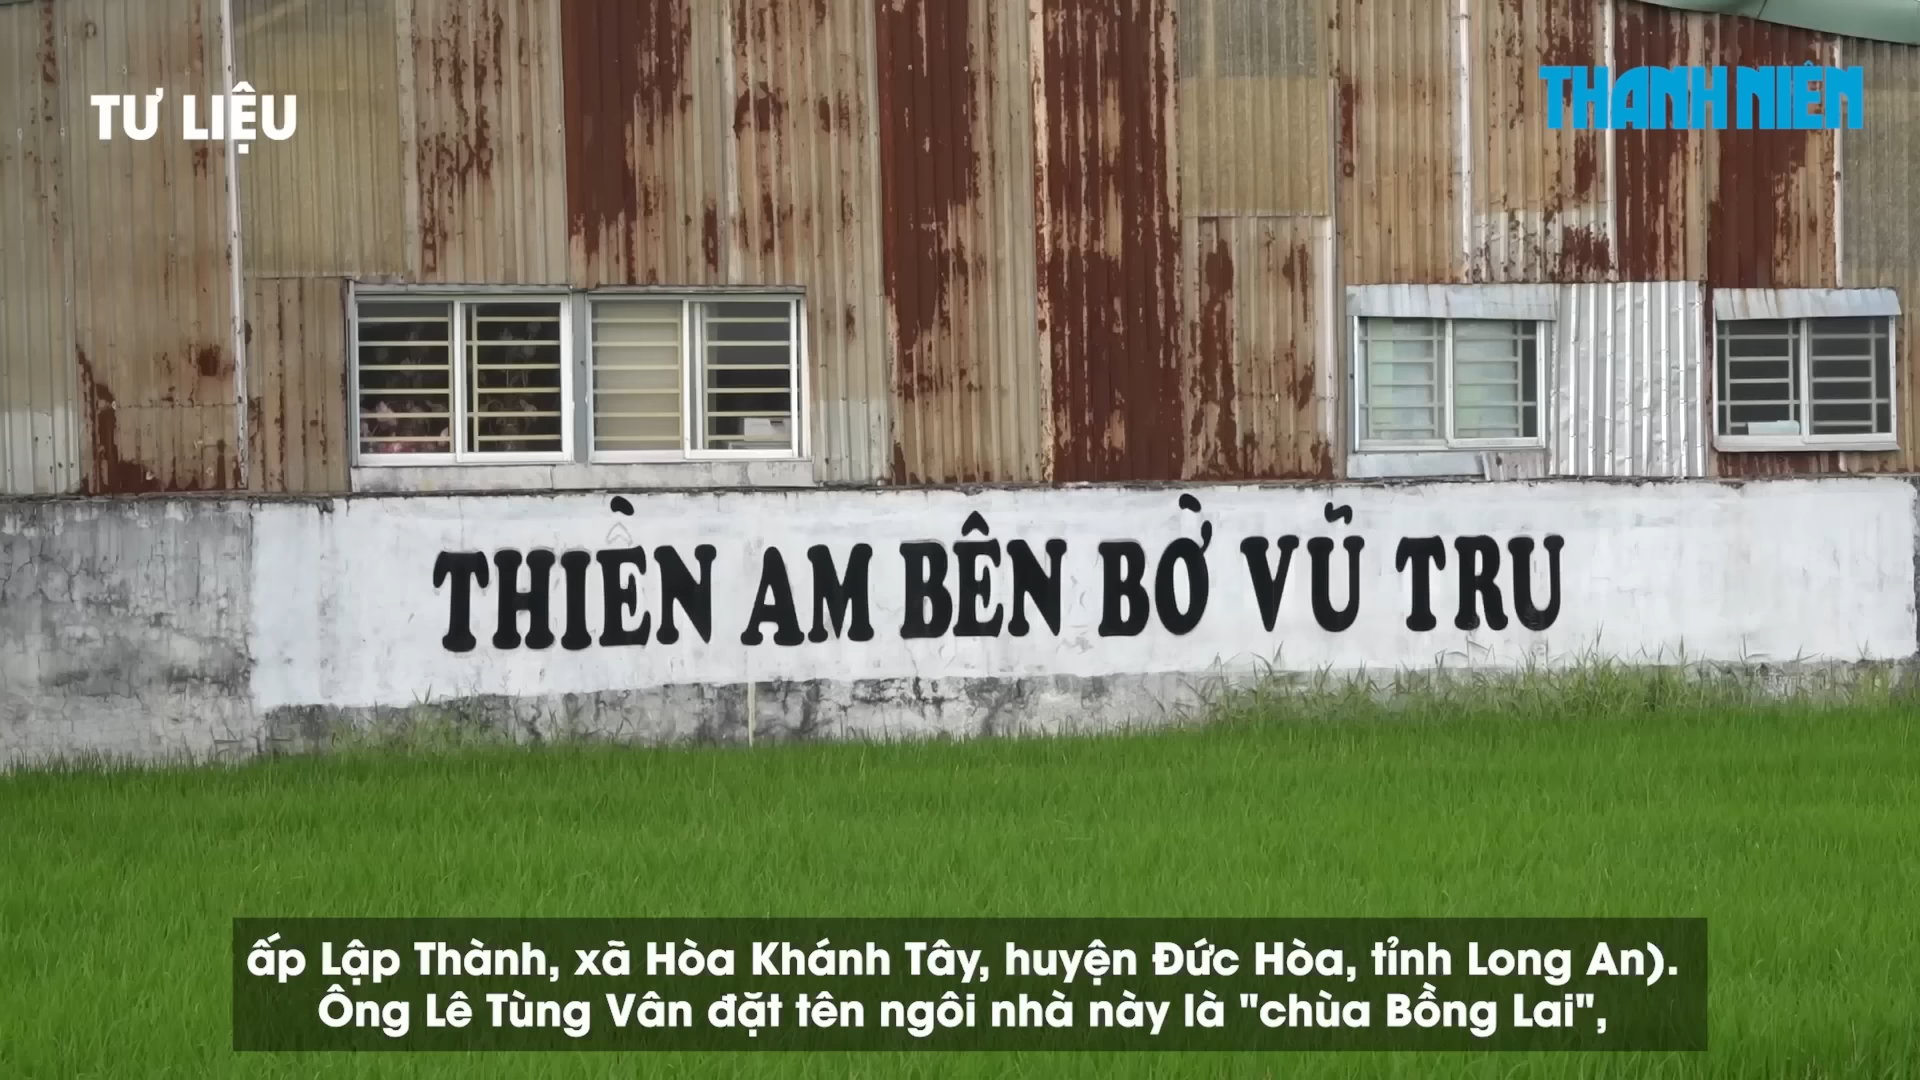 TƯ LIỆU
THANH NIÊN
THIỀN AM BÊN BỜ VŨ TRU
ấp Lập Thành, xã Hòa Khánh Tây, huyện Đức Hòa, tỉnh Long An).
Ông Lê Tùng Vân đặt tên ngôi nhà này là "chùa Bồng Lai",